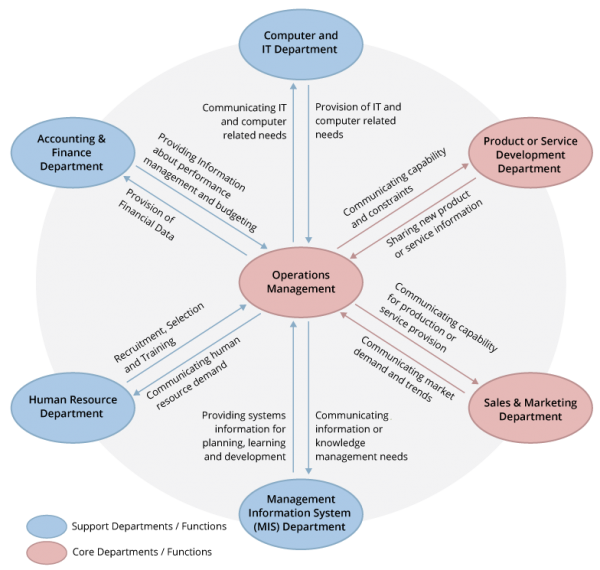 Computer and
IT Department
Communicating IT
and computer
related needs
Provision of IT and
computer related
needs
Accounting &
Finance
Department
Providing Information
about performance
management and budgeting
Provision of
Financial Data
Product or Service
Development
Department
Communicating capability
and constraints
Sharing new product
or service information
Operations
Management
Recruitment, Selection
and Training
Communicating human
resource demand
Human Resource
Department
Communicating capability
for production or
service provision
Communicating market
demand and trends
Sales & Marketing
Department
Providing systems
information for
planning, learning
and development
Communicating
information or
knowledge
management needs
Management
Information System
(MIS) Department
Support Departments / Functions
Core Departments / Functions